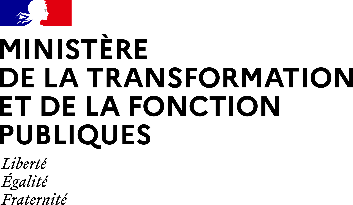 MINISTÈRE
DE LA TRANSFORMATION
ET DE LA FONCTION
PUBLIQUES
Liberté
Égalité
Fraternité